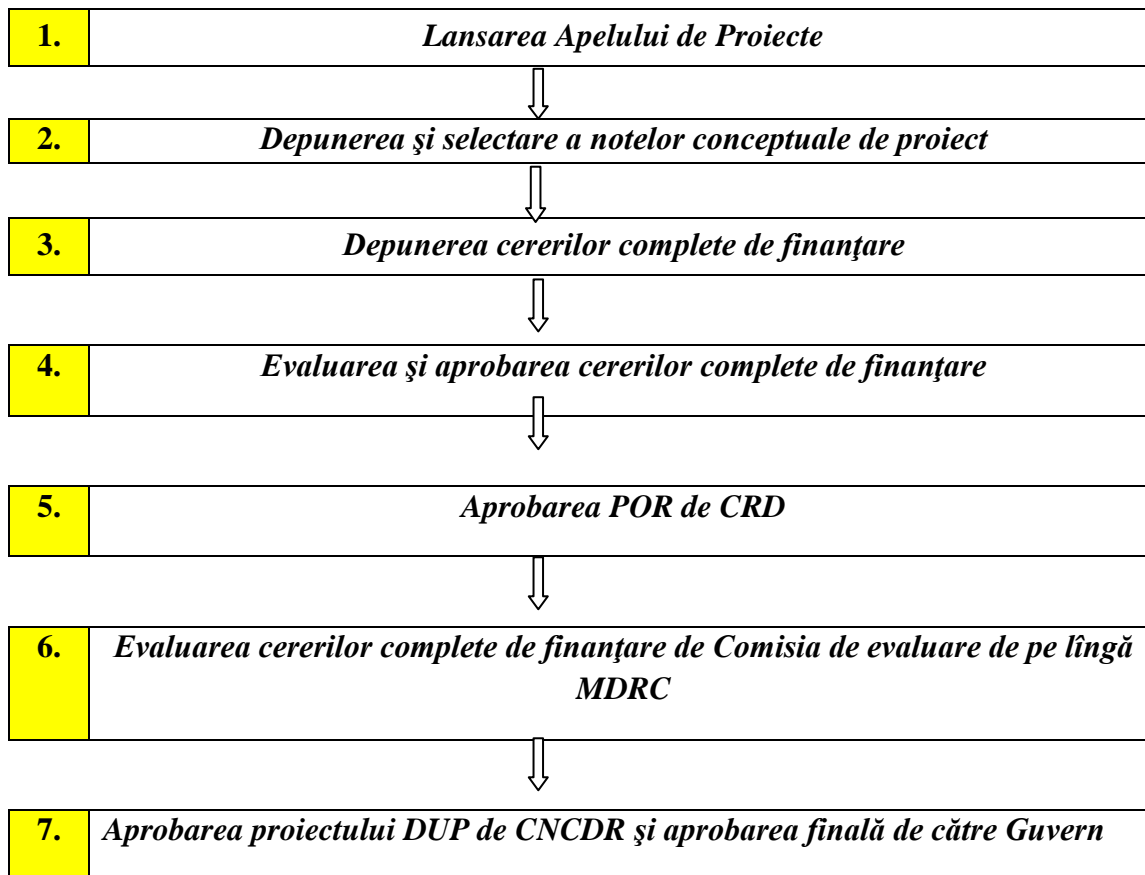 1. Lansarea Apelului de Proiecte
2. Depunerea şi selectare a notelor conceptuale de proiect
3. Depunerea cererilor complete de finanţare
4. Evaluarea şi aprobarea cererilor complete de finanţare
5. Aprobarea POR de CRD
6. Evaluarea cererilor complete de finanţare de Comisia de evaluare de pe lîngă
MDRC
7. Aprobarea proiectului DUP de CNCDR şi aprobarea finală de către Guvern